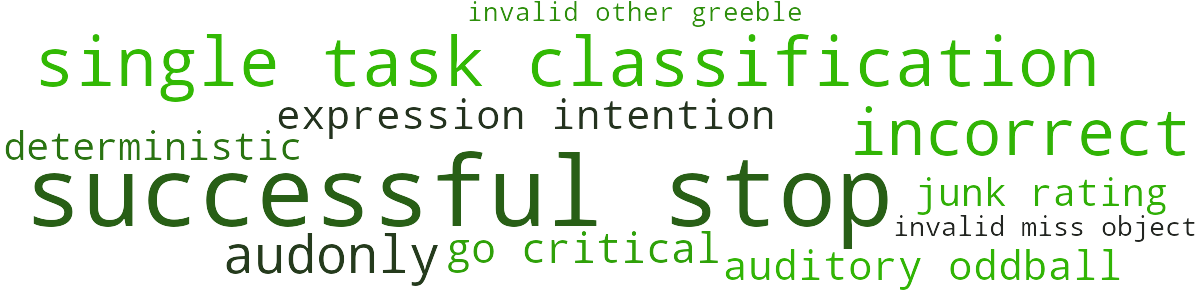 invalid other greeble
single task classification
expression intention
incorrect
deterministic
successful stop
junk rating
invalid miss object
audonly
go critical
auditory oddball